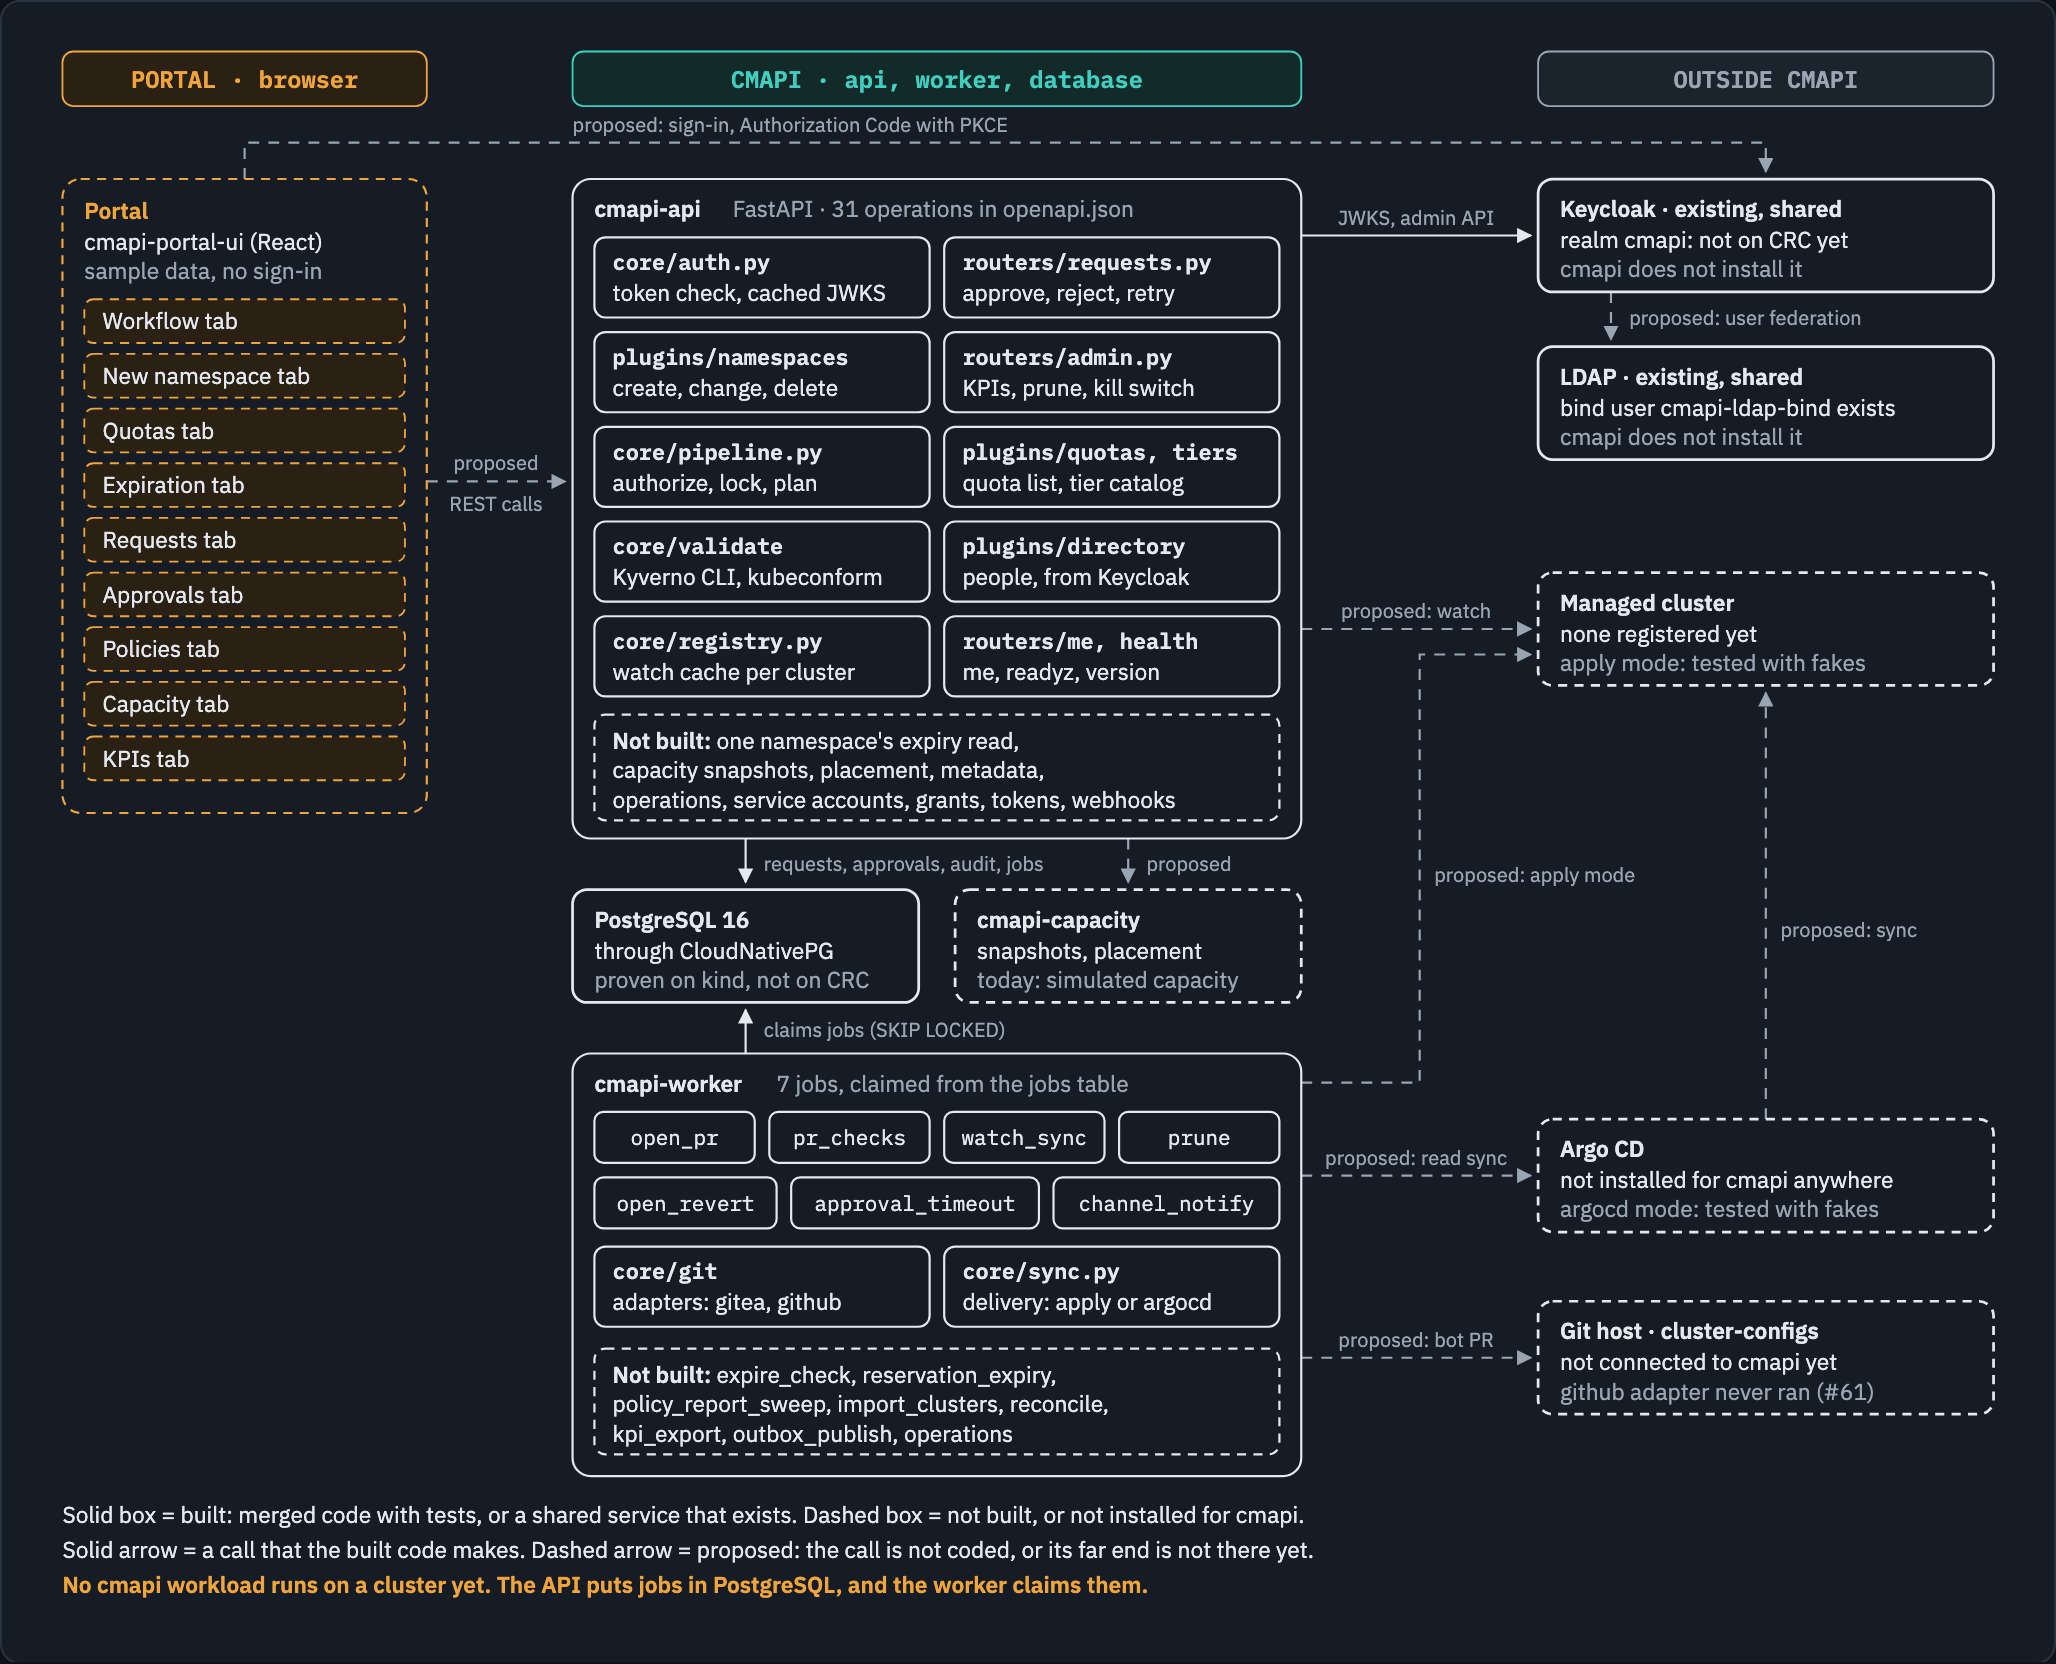 PORTAL · browser
CMAPI · api, worker, database
OUTSIDE CMAPI
proposed: sign-in, Authorization Code with PKCE
Portal
cmapi-portal-ui (React)
sample data, no sign-in
Workflow tab
New namespace tab
Quotas tab
Expiration tab
Requests tab
Approvals tab
Policies tab
Capacity tab
KPIs tab
proposed
REST calls
cmapi-api FastAPI · 31 operations in openapi.json
core/auth.py
token check, cached JWKS
routers/requests.py
approve, reject, retry
plugins/namespaces
create, change, delete
routers/admin.py
KPIs, prune, kill switch
core/pipeline.py
authorize, lock, plan
plugins/quotas, tiers
quota list, tier catalog
core/validate
Kyverno CLI, kubeconform
plugins/directory
people, from Keycloak
core/registry.py
watch cache per cluster
routers/me, health
me, readyz, version
Not built: one namespace's expiry read,
capacity snapshots, placement, metadata,
operations, service accounts, grants, tokens, webhooks
JWKS, admin API
Keycloak · existing, shared
realm cmapi: not on CRC yet
cmapi does not install it
proposed: user federation
LDAP · existing, shared
bind user cmapi-ldap-bind exists
cmapi does not install it
proposed: watch
Managed cluster
none registered yet
apply mode: tested with fakes
requests, approvals, audit, jobs
proposed
proposed: apply mode
proposed: sync
PostgreSQL 16
through CloudNativePG
proven on kind, not on CRC
cmapi-capacity
snapshots, placement
today: simulated capacity
claims jobs (SKIP LOCKED)
cmapi-worker 7 jobs, claimed from the jobs table
open_pr
pr_checks
watch_sync
prune
open_revert
approval_timeout
channel_notify
core/git
adapters: gitea, github
core/sync.py
delivery: apply or argocd
Not built: expire_check, reservation_expiry,
policy_report_sweep, import_clusters, reconcile,
kpi_export, outbox_publish, operations
proposed: read sync
Argo CD
not installed for cmapi anywhere
argocd mode: tested with fakes
proposed: bot PR
Git host · cluster-configs
not connected to cmapi yet
github adapter never ran (#61)
Solid box = built: merged code with tests, or a shared service that exists. Dashed box = not built, or not installed for cmapi.
Solid arrow = a call that the built code makes. Dashed arrow = proposed: the call is not coded, or its far end is not there yet.
No cmapi workload runs on a cluster yet. The API puts jobs in PostgreSQL, and the worker claims them.